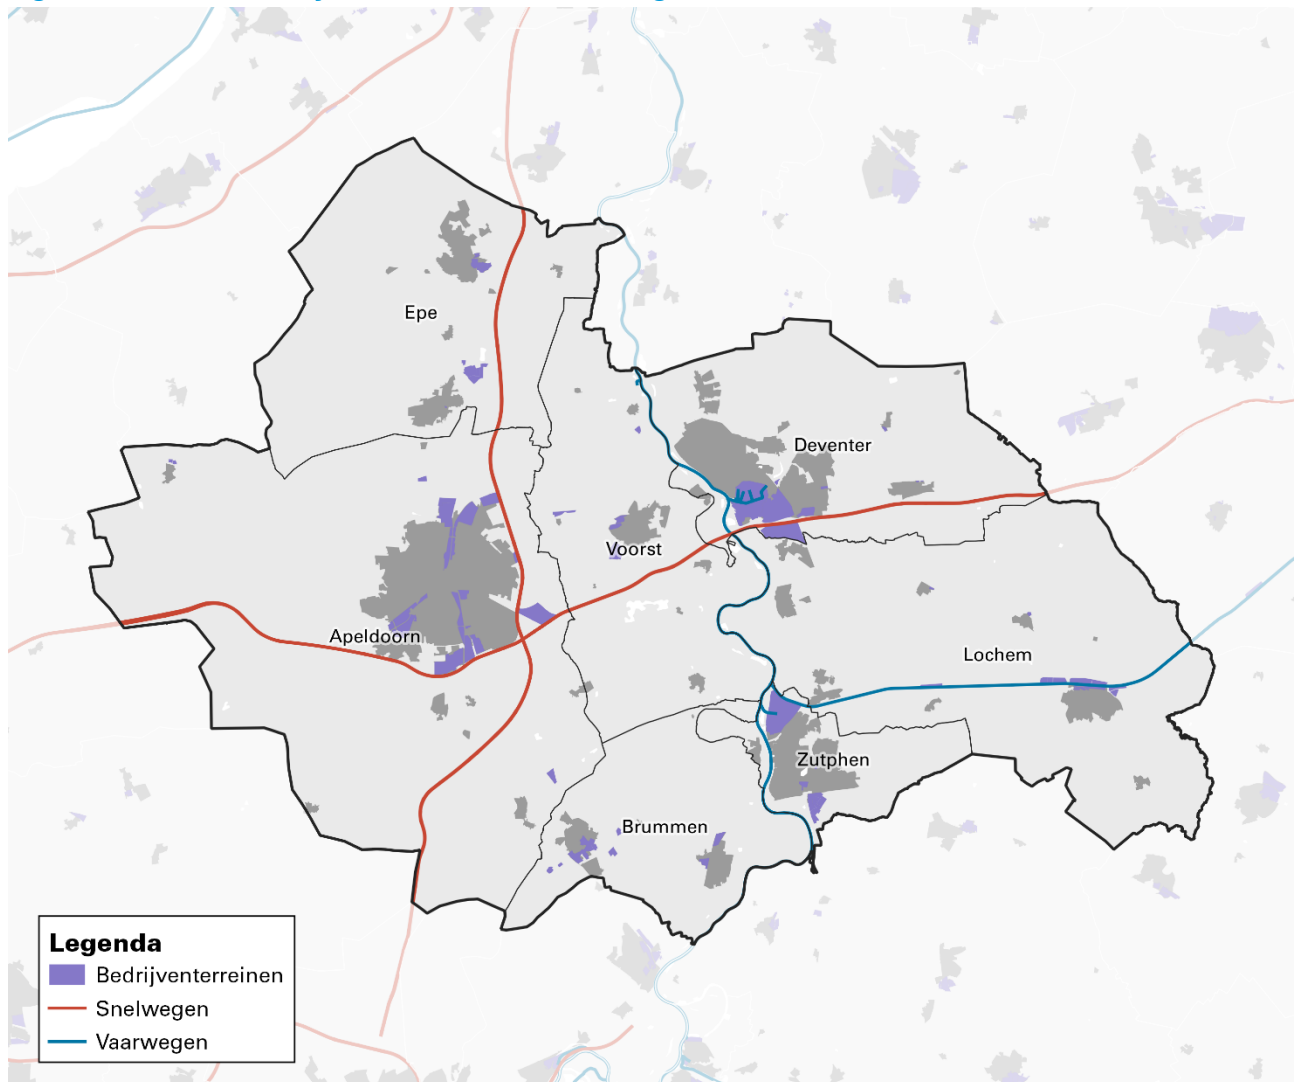 Epe
Deventer
Voorst
Apeldoorn
Lochem
Zutphen
Brummen
Legenda
Bedrijventerreinen
Snelwegen
Vaarwegen